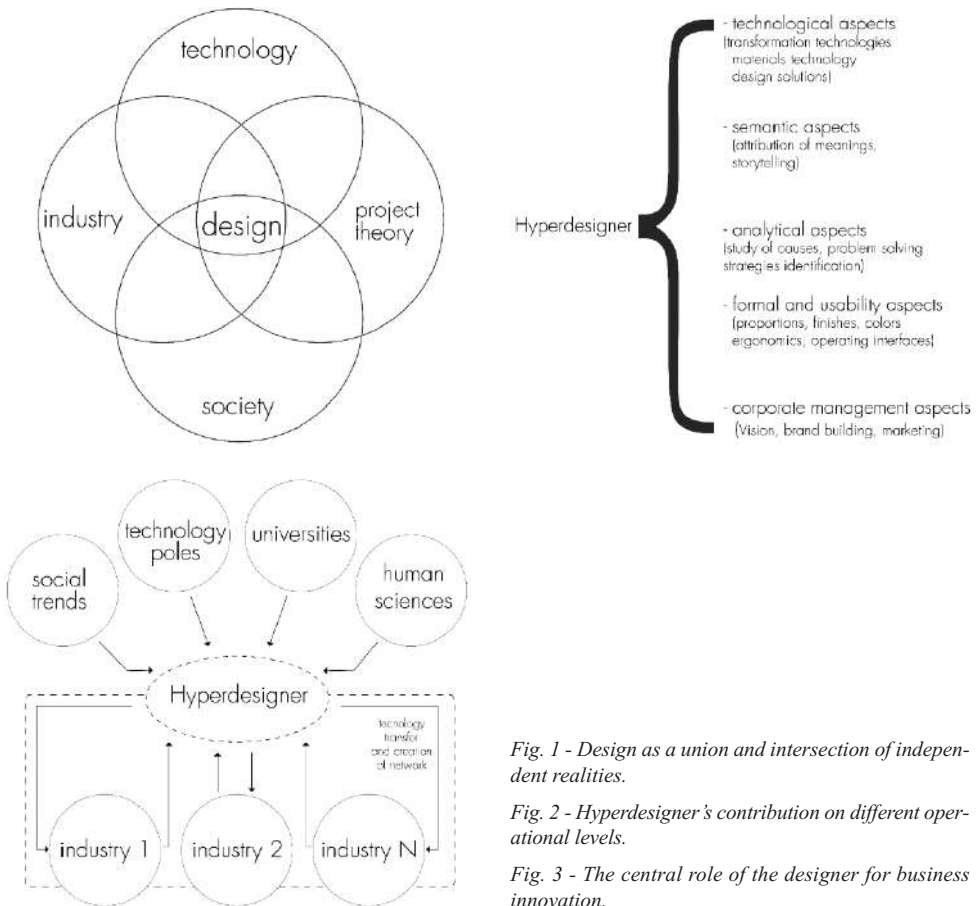 technology
industry
design
project
theory
society
Hyperdesigner
- technological aspects
(transformation technologies
materials technology
design solutions)
- semantic aspects
(attribution of meanings,
storytelling)
- analytical aspects
(study of causes, problem solving
strategies identification)
- formal and usability aspects
(proportions, finishes, colors
ergonomics, operating interfaces)
- corporate management aspects
(Vision, brand building, marketing)
social
trends
technology
poles
universities
human
sciences
Hyperdesigner
tecnology
transfer
and creation
of network
industry 1
industry 2
industry N
Fig. 1 - Design as a union and intersection of indepen-
dent realities.
Fig. 2 - Hyperdesigner's contribution on different oper-
ational levels.
Fig. 3 - The central role of the designer for business
innovation.